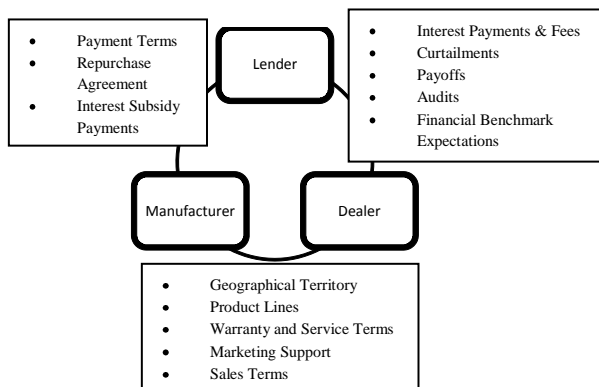 • Payment Terms
• Repurchase
Agreement
• Interest Subsidy
Payments
Lender
• Interest Payments & Fees
• Curtailments
• Payoffs
• Audits
• Financial Benchmark
Expectations
Manufacturer
Dealer
• Geographical Territory
• Product Lines
• Warranty and Service Terms
• Marketing Support
• Sales Terms